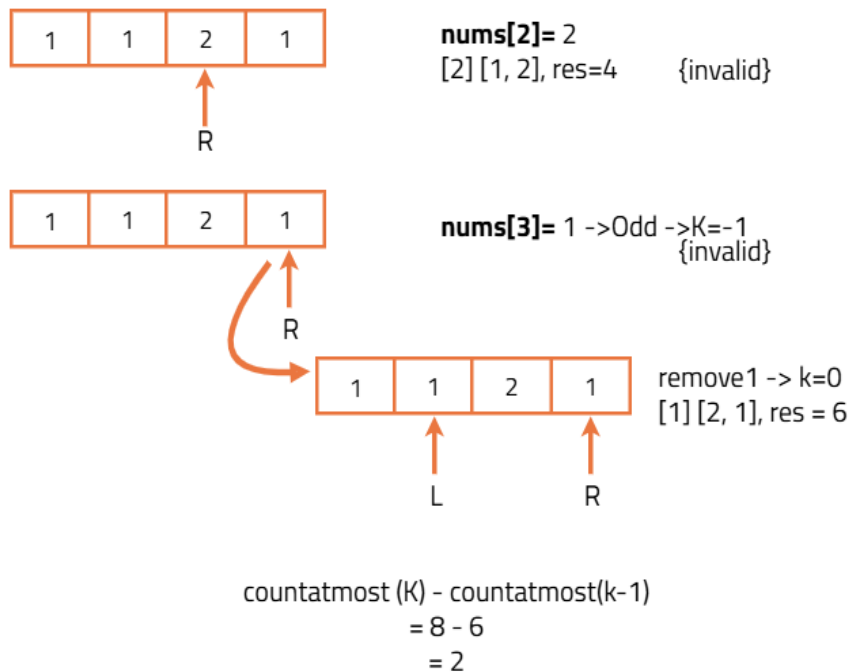 1 1 2 1
nums[2]= 2
[2] [1, 2], res=4 {invalid}
R
1 1 2 1
nums[3]= 1 ->Odd ->K=-1
{invalid}
R
1 1 2 1
remove1 -> k=0
[1] [2, 1], res = 6
L R
countatmost (K) - countatmost(k-1)
= 8 - 6
= 2